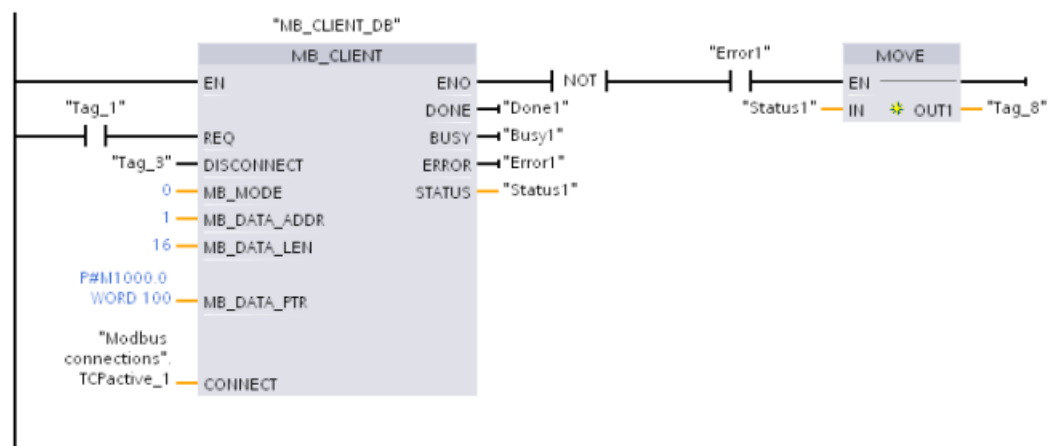 "MB_CLIENT_DB"
MB_CLIENT
EN
ENO
NOT
"Error1"
MOVE
EN
"Tag_1"
DONE
"Done1"
"Status1"
IN
OUT1
"Tag_8"
REQ
BUSY
"Busy1"
"Tag_3"
DISCONNECT
ERROR
"Error1"
0
MB_MODE
STATUS
"Status1"
1
MB_DATA_ADDR
16
MB_DATA_LEN
P#M1000.0
WORD 100
MB_DATA_PTR
"Modbus
connections".
TCPactive_1
CONNECT